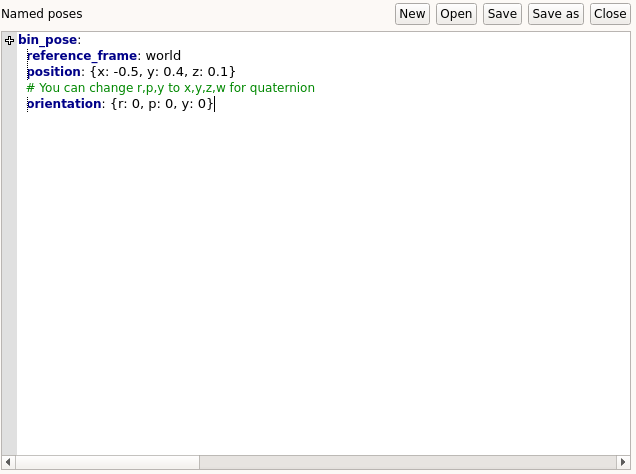 Named poses
New
Open
Save
Save as
Close
bin_pose:
reference_frame: world
position: {x: -0.5, y: 0.4, z: 0.1}
# You can change r,p,y to x,y,z,w for quaternion
orientation: {r: 0, p: 0, y: 0}